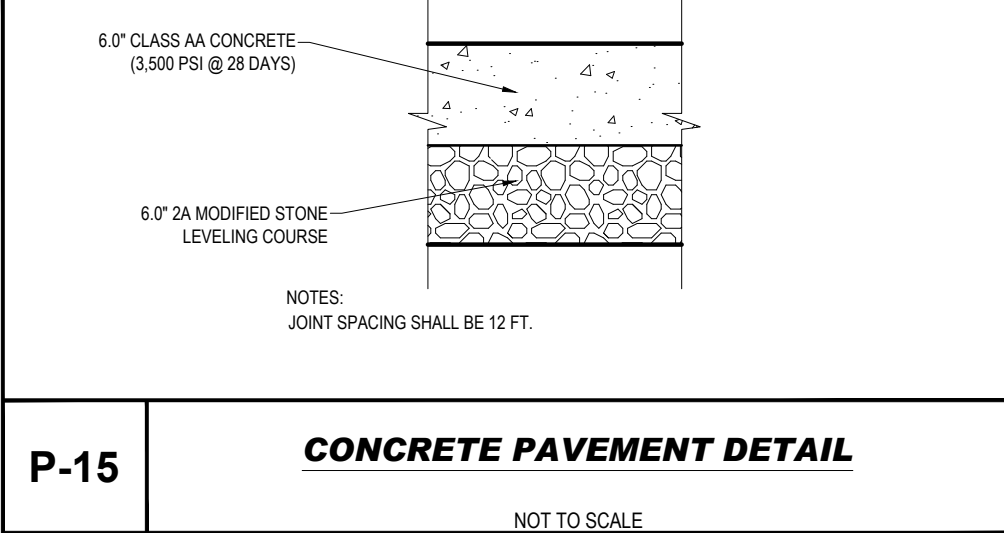 6.0" CLASS AA CONCRETE
(3,500 PSI @ 28 DAYS)
6.0" 2A MODIFIED STONE
LEVELING COURSE
NOTES:
JOINT SPACING SHALL BE 12 FT.
P-15
CONCRETE PAVEMENT DETAIL
NOT TO SCALE